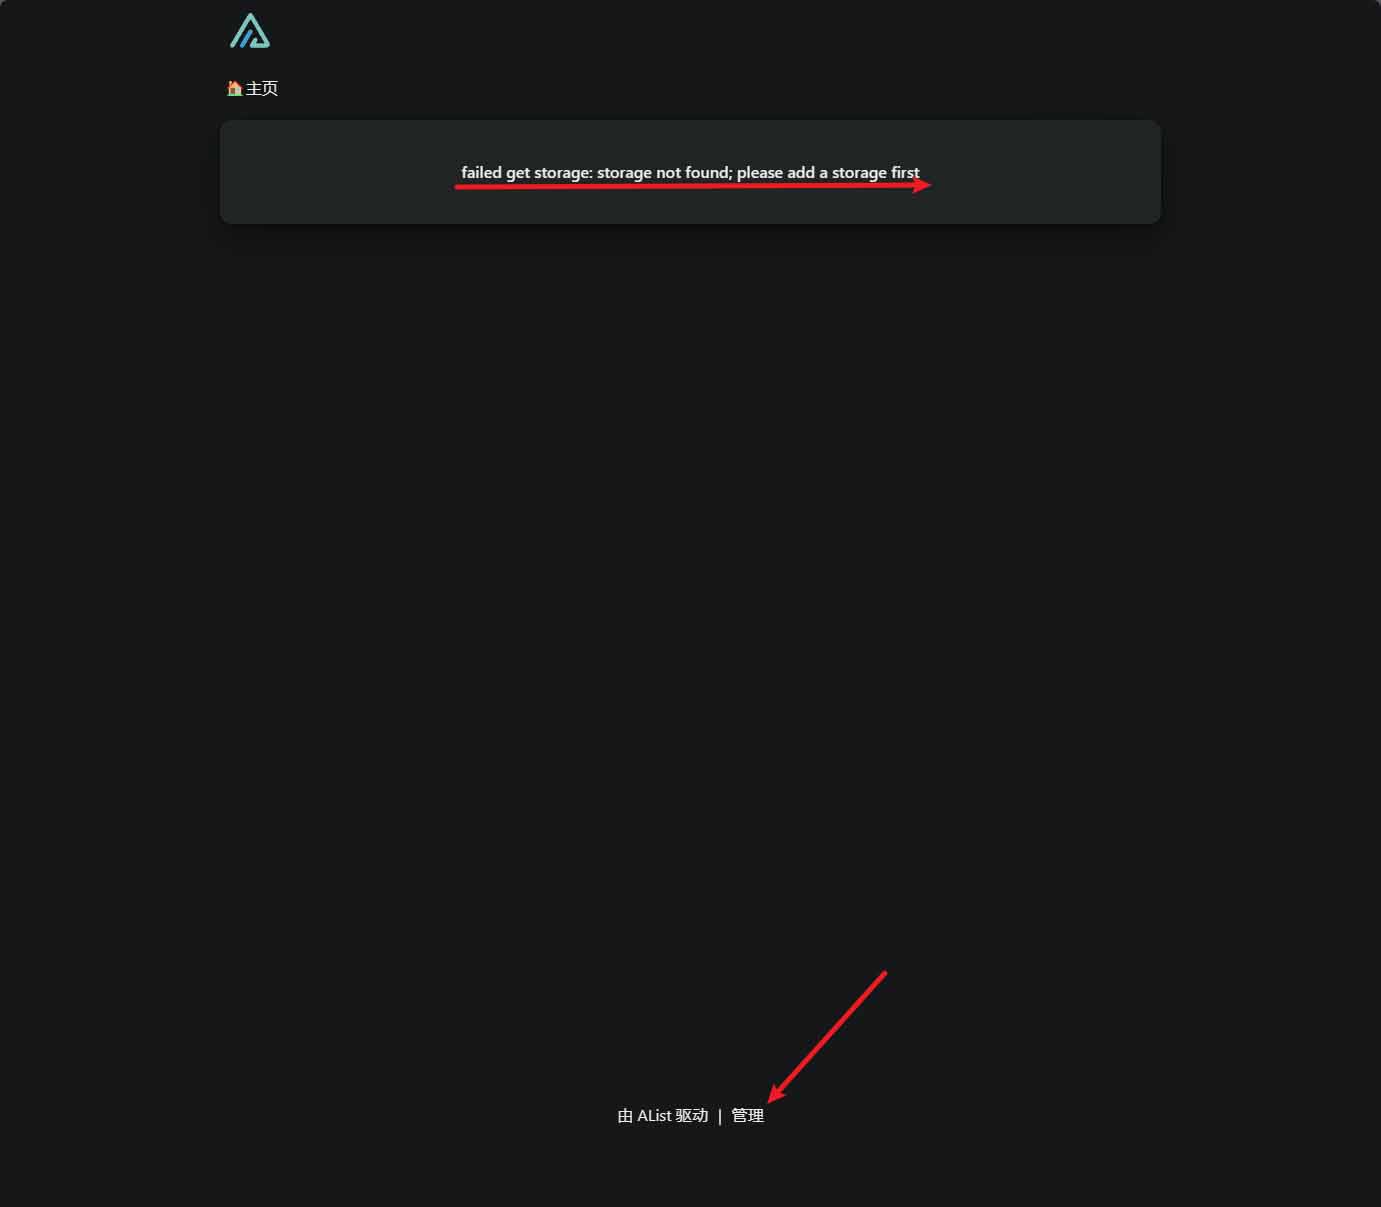 主页
failed get storage: storage not found; please add a storage first
由 AList 驱动 | 管理